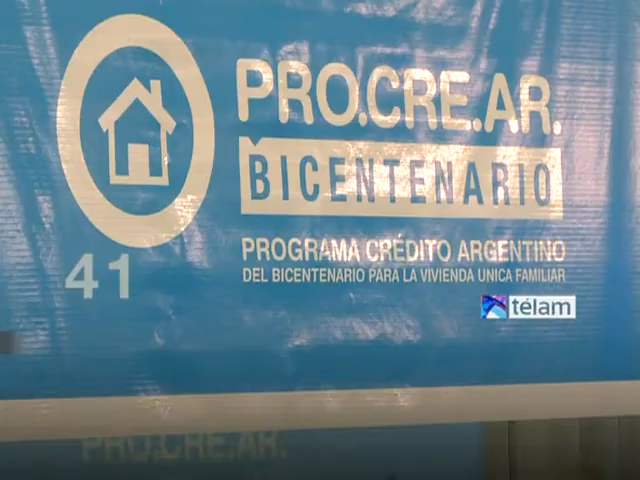 PRO.CRE.AR.
BICENTENARIO
PROGRAMA CRÉDITO ARGENTINO
DEL BICENTENARIO PARA LA VIVIENDA UNICA FAMILIAR
41
télam
PRO.CRE.AR.